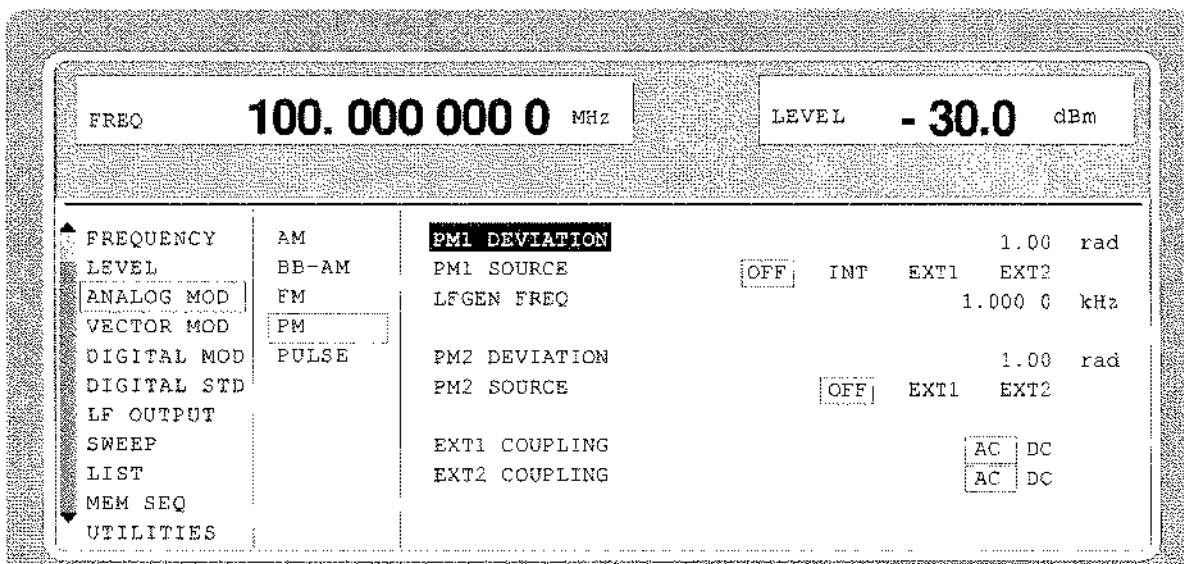 FREQ 100. 000 000 0 MHz LEVEL - 30.0 dBm
FREQUENCY AM PM1 DEVIATION 1.00 rad
LEVEL BB-AM PM1 SOURCE OFF INT EXT1 EXT2
ANALOG MOD FM LFGEN FREQ 1.000 0 kHz
VECTOR MOD PM
DIGITAL MOD PULSE PM2 DEVIATION 1.00 rad
DIGITAL STD PM2 SOURCE OFF EXT1 EXT2
LF OUTPUT
SWEEP EXT1 COUPLING AC DC
LIST EXT2 COUPLING AC DC
MEM SEQ
UTILITIES